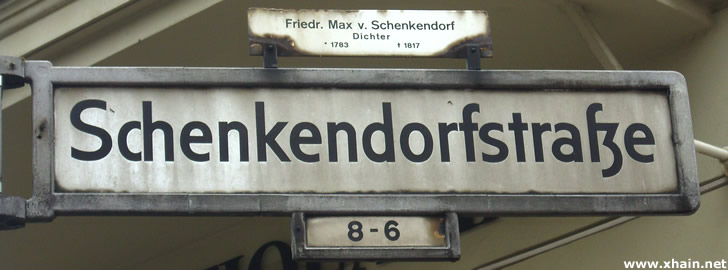 Friedr. Max v. Schenkendorf
Dichter
* 1783 † 1817
Schenkendorfstraße
8-6
www.xhain.net